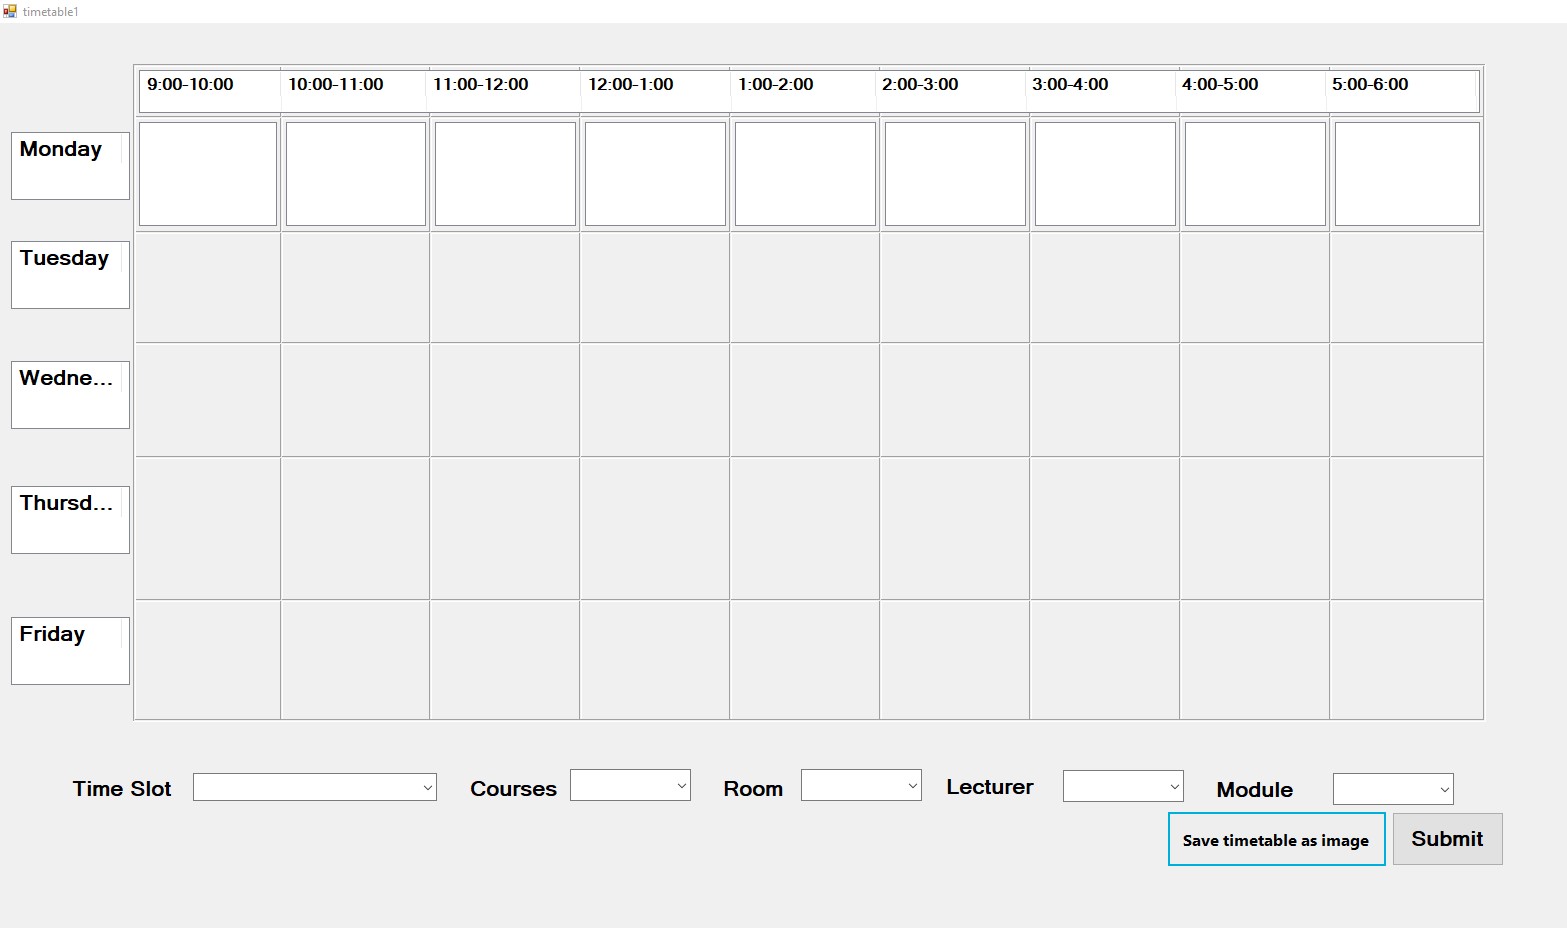 timetable1
9:00-10:00 10:00-11:00 11:00-12:00 12:00-1:00 1:00-2:00 2:00-3:00 3:00-4:00 4:00-5:00 5:00-6:00
Monday
Tuesday
Wedne...
Thursd...
Friday
Time Slot Courses Room Lecturer Module
Save timetable as image Submit